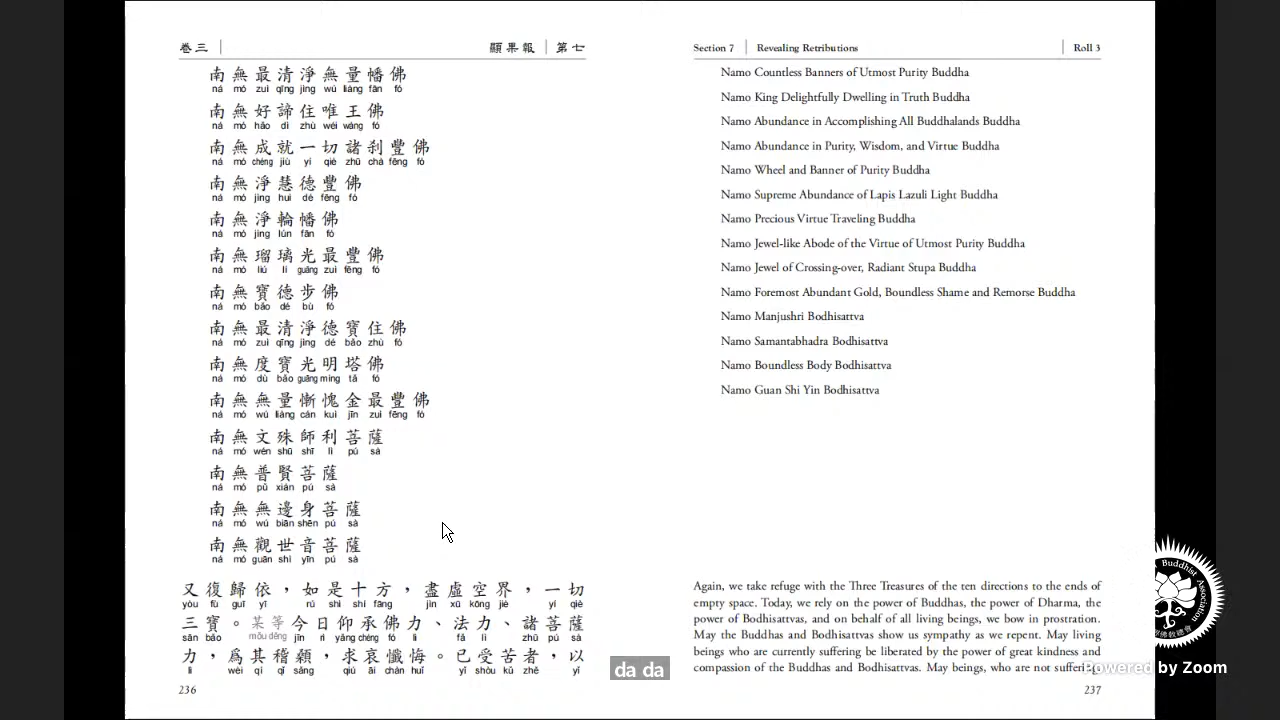 卷三 顯果報 第七
南無最清淨無量幡佛
ná mó zuì qīng jìng wú liàng fān fó
南無好諦住唯王佛
ná mó hǎo dì zhù wéi wáng fó
南無成就一切諸剎豐佛
ná mó chéng jiù yí qiè zhū chà fēng fó
南無淨慧德豐佛
ná mó jìng huì dé fēng fó
南無淨輪幡佛
ná mó jìng lún fān fó
南無瑠璃光最豐佛
ná mó liú lí guāng zuì fēng fó
南無寶德步佛
ná mó bǎo dé bù fó
南無最清淨德寶住佛
ná mó zuì qīng jìng dé bǎo zhù fó
南無度寶光明塔佛
ná mó dù bǎo guāng míng tǎ fó
南無無量慚愧金最豐佛
ná mó wú liàng cán kuì jīn zuì fēng fó
南無文殊師利菩薩
ná mó wén shū shī lì pú sà
南無普賢菩薩
ná mó pǔ xián pú sà
南無無邊身菩薩
ná mó wú biān shēn pú sà
南無觀世音菩薩
ná mó guān shì yīn pú sà
又復歸依，如是十方，盡虛空界，一切
yòu fù guī yī rú shì shí fāng jìn xū kōng jiè yí qiè
三寶。某等今日仰承佛力、法力、諸菩薩
sān bǎo mǒu děng jīn rì yǎng chéng fó lì fǎ lì zhū pú sà
力，爲其稽顙，求哀懺悔。已受苦者，以
lì wèi qí qǐ sǎng qiú āi chàn huǐ yǐ shòu kǔ zhě yǐ
236
Section 7 Revealing Retributions Roll 3
Namo Countless Banners of Utmost Purity Buddha
Namo King Delightfully Dwelling in Truth Buddha
Namo Abundance in Accomplishing All Buddhalands Buddha
Namo Abundance in Purity, Wisdom, and Virtue Buddha
Namo Wheel and Banner of Purity Buddha
Namo Supreme Abundance of Lapis Lazuli Light Buddha
Namo Precious Virtue Traveling Buddha
Namo Jewel-like Abode of the Virtue of Utmost Purity Buddha
Namo Jewel of Crossing-over, Radiant Stupa Buddha
Namo Foremost Abundant Gold, Boundless Shame and Remorse Buddha
Namo Manjushri Bodhisattva
Namo Samantabhadra Bodhisattva
Namo Boundless Body Bodhisattva
Namo Guan Shi Yin Bodhisattva
Again, we take refuge with the Three Treasures of the ten directions to the ends of
empty space. Today, we rely on the power of Buddhas, the power of Dharma, the
power of Bodhisattvas, and on behalf of all living beings, we bow in prostration.
May the Buddhas and Bodhisattvas show us sympathy as we repent. May living
beings who are currently suffering be liberated by the power of great kindness and
compassion of the Buddhas and Bodhisattvas. May beings, who are not suffering
237
da da
Buddhist Association
Powered by Zoom